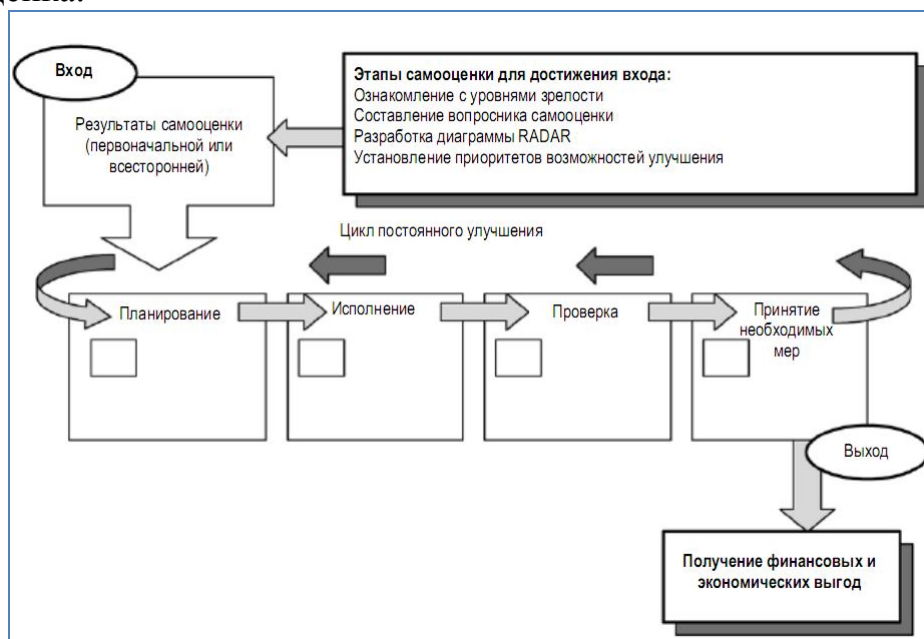 Вход
Результаты самооценки
(первоначальной или
всесторонней)
Этапы самооценки для достижения входа:
Ознакомление с уровнями зрелости
Составление вопросника самооценки
Разработка диаграммы RADAR
Установление приоритетов возможностей улучшения
Цикл постоянного улучшения
Планирование
Исполнение
Проверка
Принятие
необходимых
мер
Выход
Получение финансовых и
экономических выгод